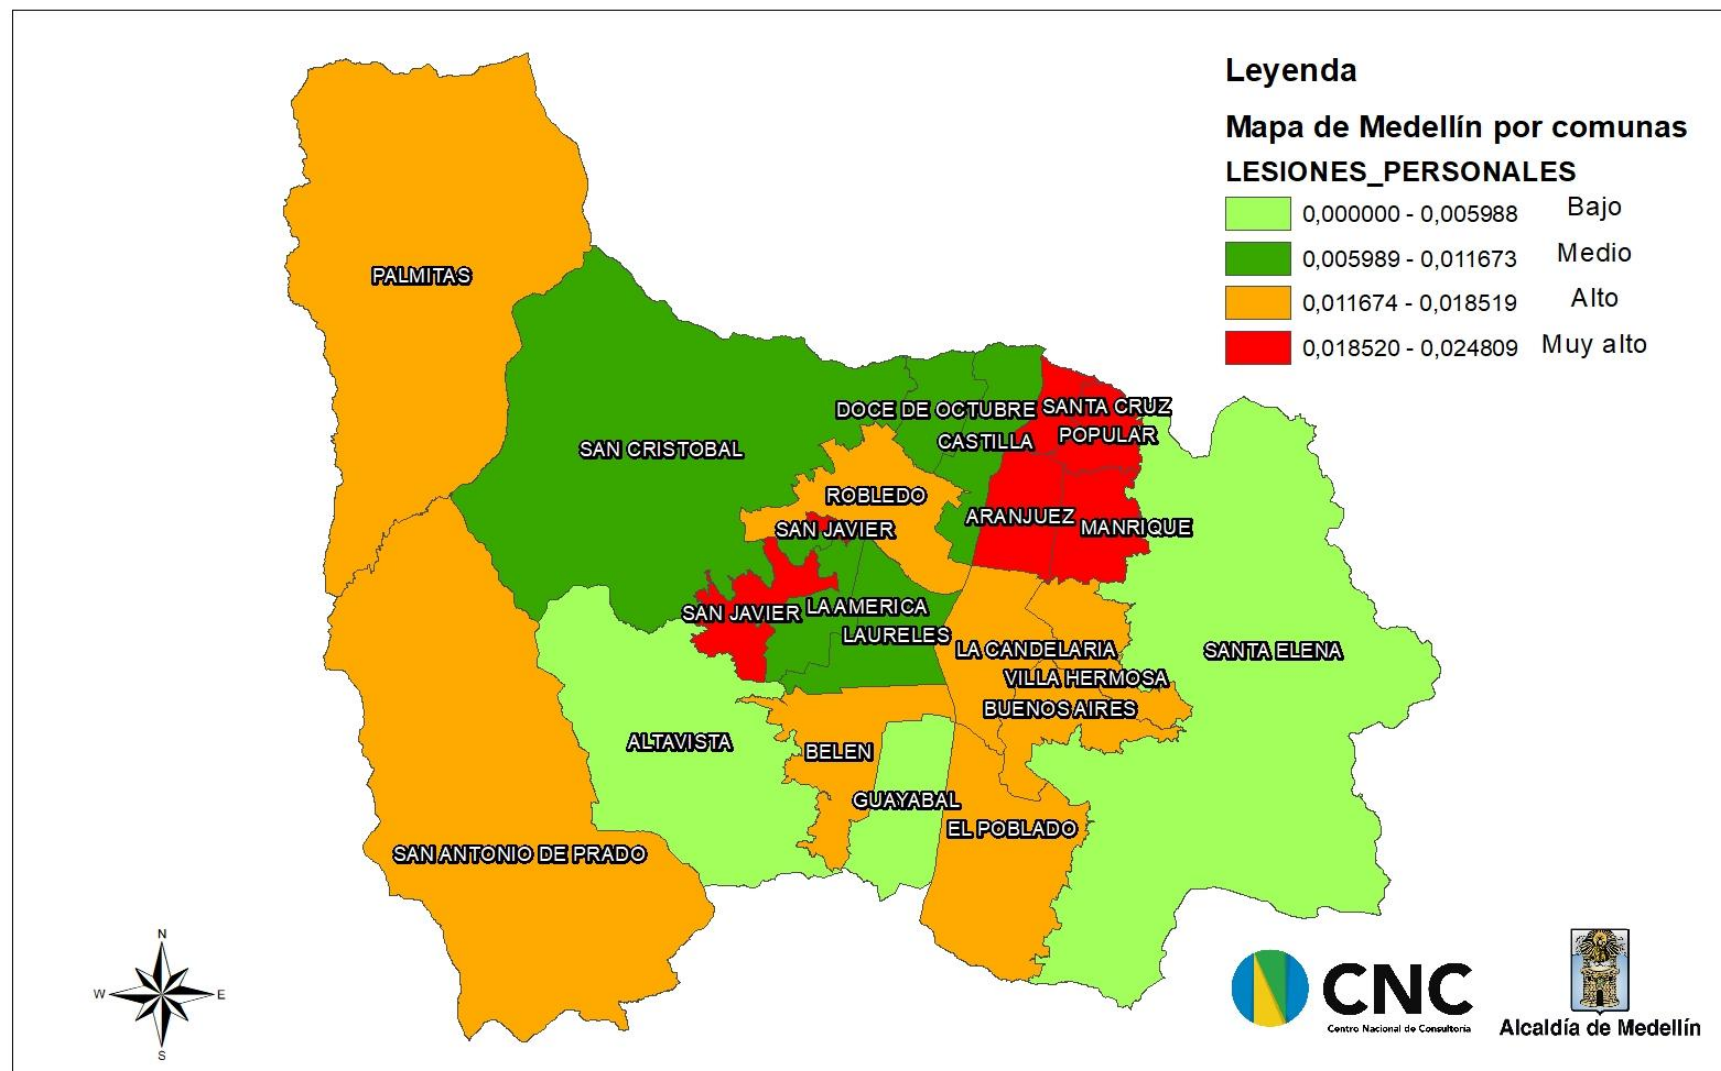 Leyenda
Mapa de Medellín por comunas
LESIONES_PERSONALES
0,000000 - 0,005988 Bajo
0,005989 - 0,011673 Medio
0,011674 - 0,018519 Alto
0,018520 - 0,024809 Muy alto
PALMITAS
DOCE DE OCTUBRE
SANTA CRUZ
SAN CRISTOBAL
CASTILLA
POPULAR
ROBLEDO
SAN JAVIER
ARANJUEZ
MANRIQUE
SAN JAVIER
LA AMERICA
LAURELES
LA CANDELARIA
SANTA ELENA
VILLA HERMOSA
BUENOS AIRES
ALTAVISTA
BELEN
GUAYABAL
EL POBLADO
SAN ANTONIO DE PRADO
N
W
E
S
CNC
Centro Nacional de Consultoría
Alcaldía de Medellín